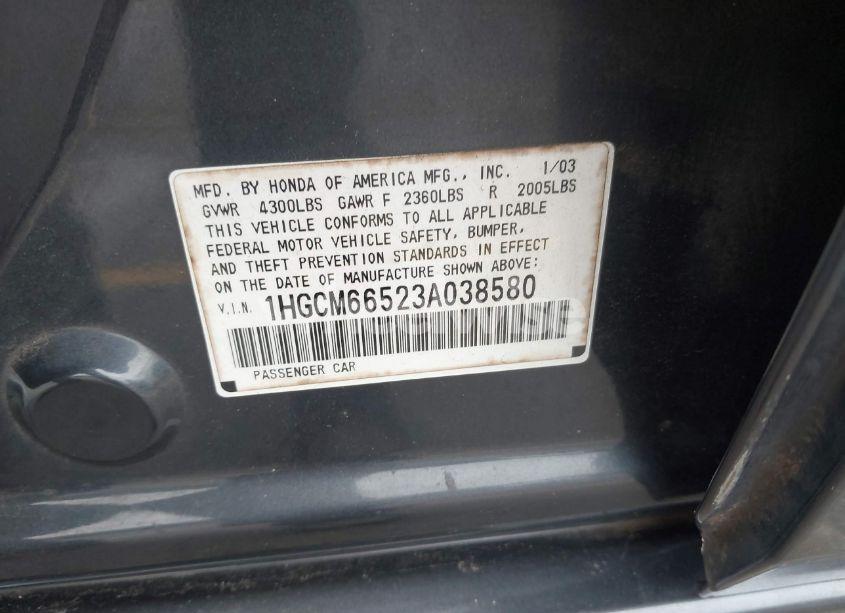 MFD. BY HONDA OF AMERICA MFG., INC. 1/03
GVWR 4300LBS GAWR F 2360LBS R 2005LBS
THIS VEHICLE CONFORMS TO ALL APPLICABLE
FEDERAL MOTOR VEHICLE SAFETY, BUMPER,
AND THEFT PREVENTION STANDARDS IN EFFECT
ON THE DATE OF MANUFACTURE SHOWN ABOVE:
V.I.N. 1HGCM66523A038580
PASSENGER CAR